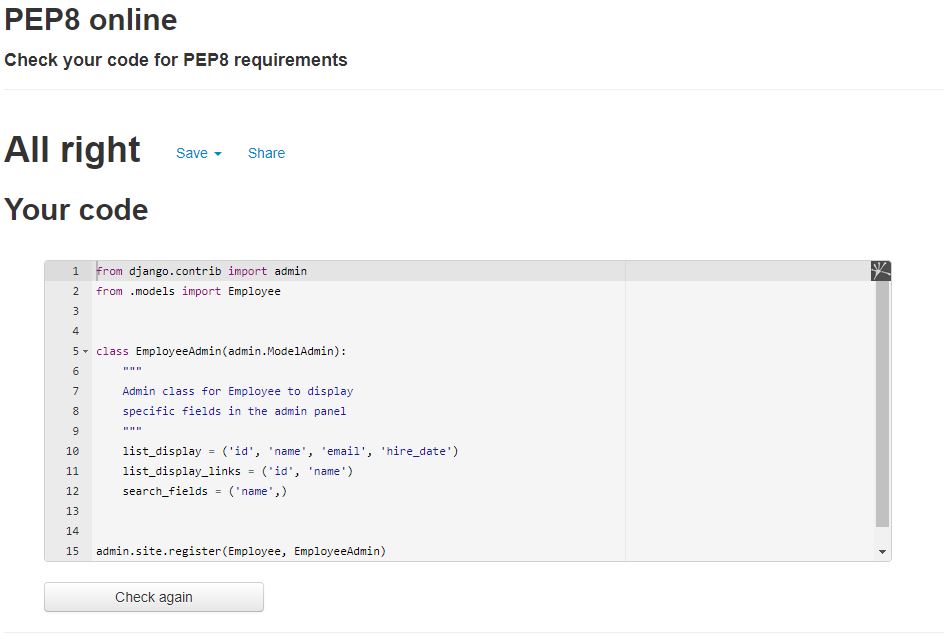 PEP8 online
Check your code for PEP8 requirements
All right Save Share
Your code
1 from django.contrib import admin
2 from .models import Employee
3
4
5 class EmployeeAdmin(admin.ModelAdmin):
6     """
7     Admin class for Employee to display
8     specific fields in the admin panel
9     """
10     list_display = ('id', 'name', 'email', 'hire_date')
11     list_display_links = ('id', 'name')
12     search_fields = ('name',)
13
14
15 admin.site.register(Employee, EmployeeAdmin)
Check again